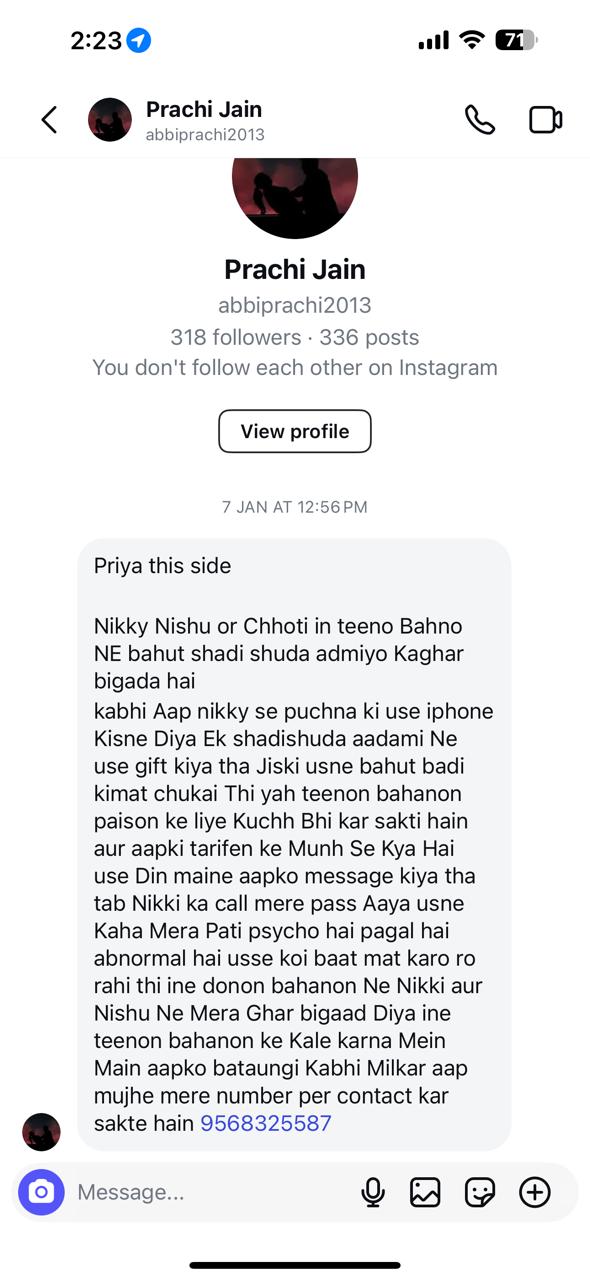 2:23
71
Prachi Jain
abbiprachi2013
Prachi Jain
abbiprachi2013
318 followers · 336 posts
You don't follow each other on Instagram
View profile
7 JAN AT 12:56 PM
Priya this side
Nikky Nishu or Chhoti in teeno Bahno
NE bahut shadi shuda admiyo Kaghar
bigada hai
kabhi Aap nikky se puchna ki use iphone
Kisne Diya Ek shadishuda aadami Ne
use gift kiya tha Jiski usne bahut badi
kimat chukai Thi yah teenon bahanon
paison ke liye Kuchh Bhi kar sakti hain
aur aapki tarifen ke Munh Se Kya Hai
use Din maine aapko message kiya tha
tab Nikki ka call mere pass Aaya usne
Kaha Mera Pati psycho hai pagal hai
abnormal hai usse koi baat mat karo ro
rahi thi ine donon bahanon Ne Nikki aur
Nishu Ne Mera Ghar bigaad Diya ine
teenon bahanon ke Kale karna Mein
Main aapko bataungi Kabhi Milkar aap
mujhe mere number per contact kar
sakte hain 9568325587
Message...